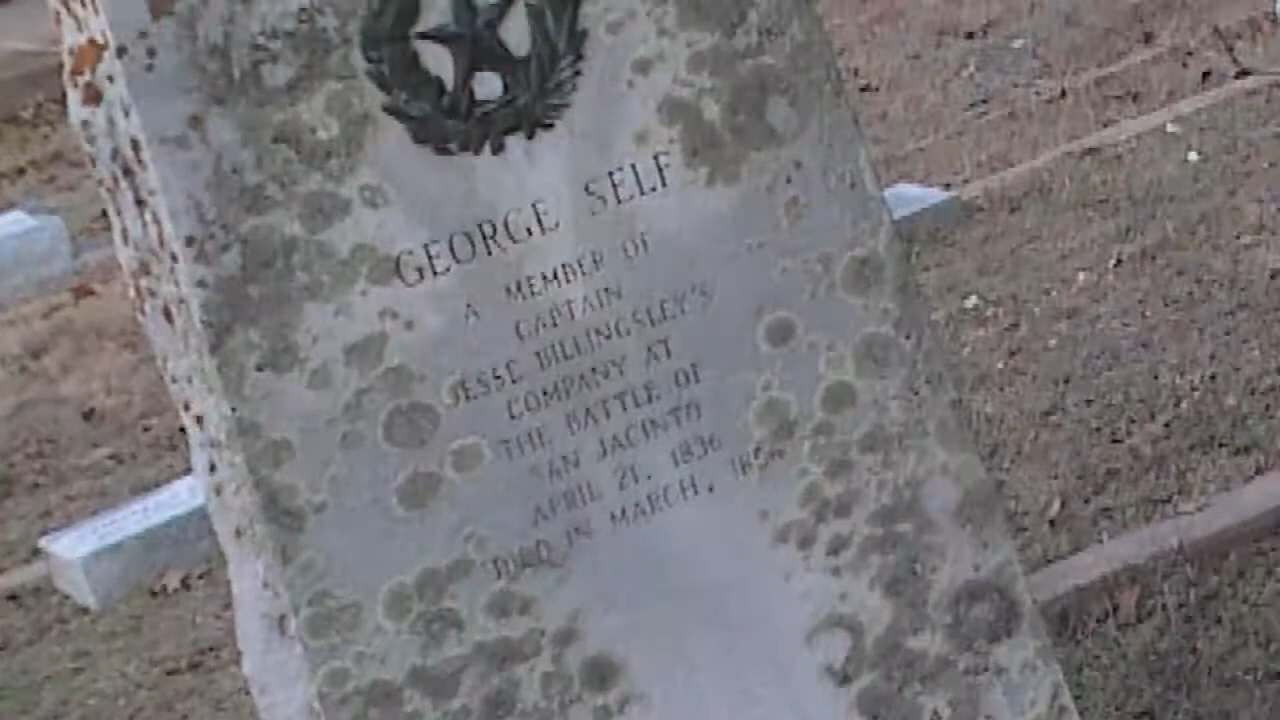 GEORGE SELF
A MEMBER OF
CAPTAIN
JESSE BILLINGSLEY'S
COMPANY AT
THE BATTLE OF
SAN JACINTO
APRIL 21, 1836
DIED IN MARCH,